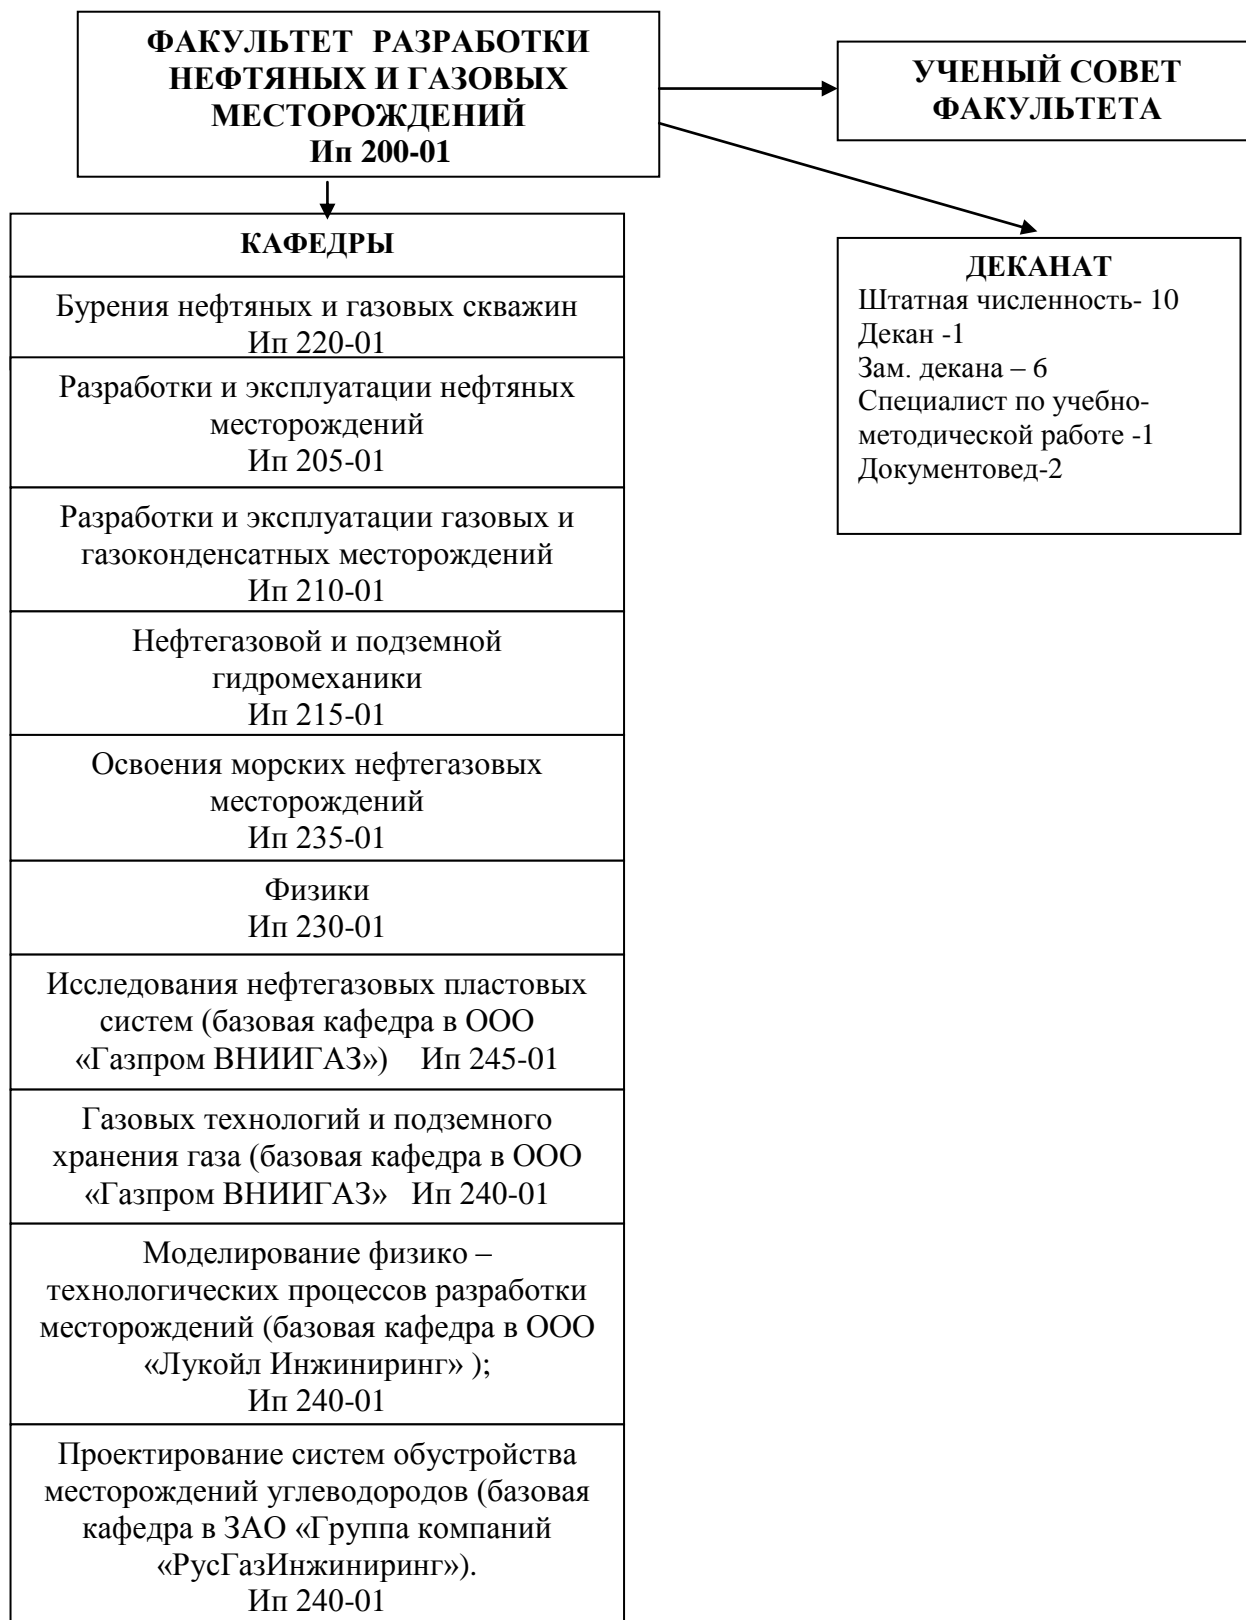 ФАКУЛЬТЕТ РАЗРАБОТКИ
НЕФТЯНЫХ И ГАЗОВЫХ
МЕСТОРОЖДЕНИЙ
Ип 200-01
УЧЕНЫЙ СОВЕТ
ФАКУЛЬТЕТА
КАФЕДРЫ
Бурения нефтяных и газовых скважин
Ип 220-01
Разработки и эксплуатации нефтяных
месторождений
Ип 205-01
Разработки и эксплуатации газовых и
газоконденсатных месторождений
Ип 210-01
Нефтегазовой и подземной
гидромеханики
Ип 215-01
Освоения морских нефтегазовых
месторождений
Ип 235-01
Физики
Ип 230-01
Исследования нефтегазовых пластовых
систем (базовая кафедра в ООО
«Газпром ВНИИГАЗ») Ип 245-01
Газовых технологий и подземного
хранения газа (базовая кафедра в ООО
«Газпром ВНИИГАЗ» Ип 240-01
Моделирование физико –
технологических процессов разработки
месторождений (базовая кафедра в ООО
«Лукойл Инжиниринг» );
Ип 240-01
Проектирование систем обустройства
месторождений углеводородов (базовая
кафедра в ЗАО «Группа компаний
«РусГазИнжиниринг»).
Ип 240-01
ДЕКАНАТ
Штатная численность- 10
Декан -1
Зам. декана – 6
Специалист по учебно-
методической работе -1
Документовед-2